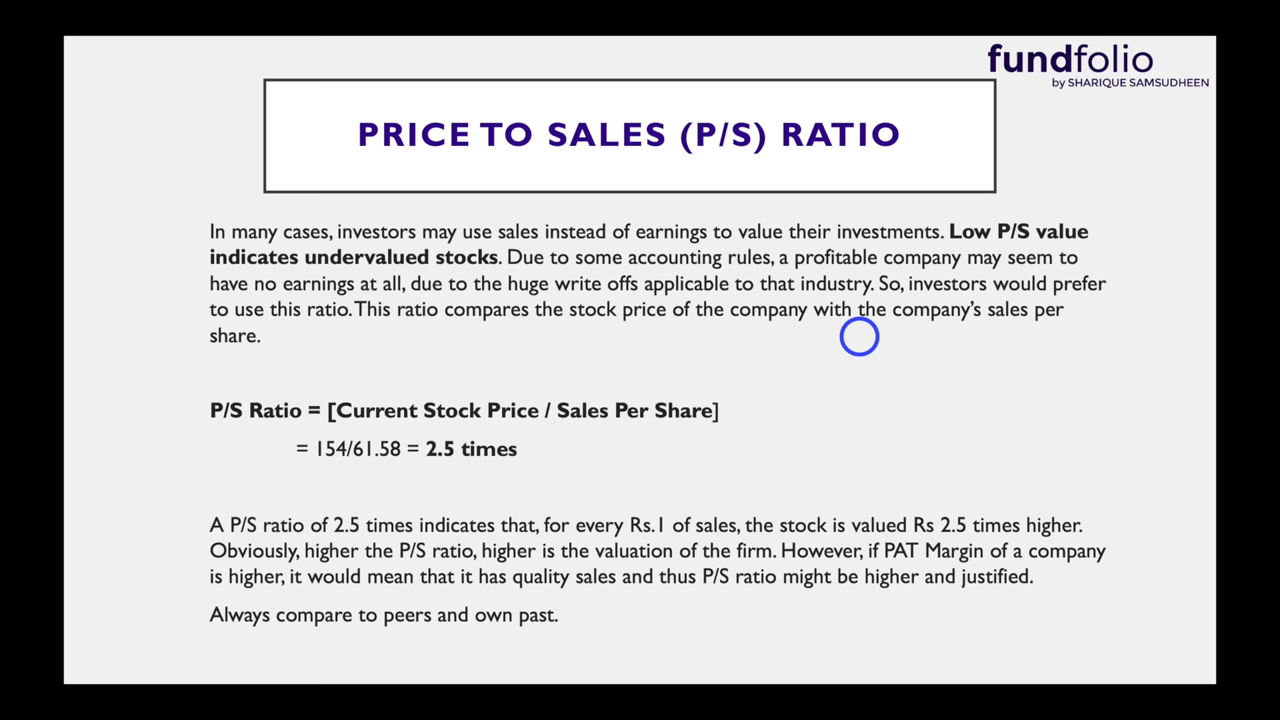 fundfolio
by SHARIQUE SAMSUDHEEN
PRICE TO SALES (P/S) RATIO
In many cases, investors may use sales instead of earnings to value their investments. Low P/S value
indicates undervalued stocks. Due to some accounting rules, a profitable company may seem to
have no earnings at all, due to the huge write offs applicable to that industry. So, investors would prefer
to use this ratio. This ratio compares the stock price of the company with the company's sales per
share.
P/S Ratio = [Current Stock Price / Sales Per Share]
= 154/61.58 = 2.5 times
A P/S ratio of 2.5 times indicates that, for every Rs.1 of sales, the stock is valued Rs 2.5 times higher.
Obviously, higher the P/S ratio, higher is the valuation of the firm. However, if PAT Margin of a company
is higher, it would mean that it has quality sales and thus P/S ratio might be higher and justified.
Always compare to peers and own past.